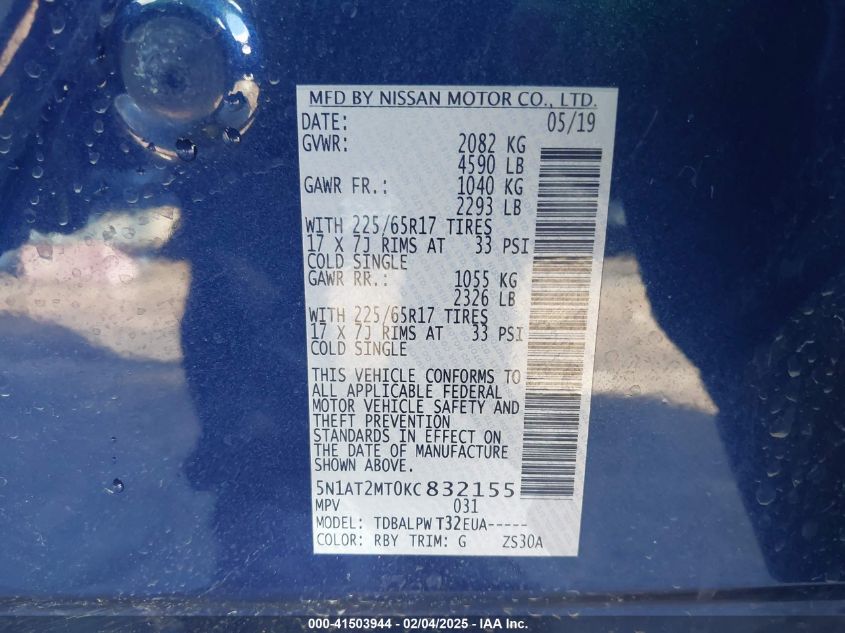 MFD BY NISSAN MOTOR CO., LTD.
DATE: 05/19
GVWR: 2082 KG
4590 LB
GAWR FR.: 1040 KG
2293 LB
WITH 225/65R17 TIRES
17 X 7J RIMS AT 33 PSI
COLD SINGLE
GAWR RR.: 1055 KG
2326 LB
WITH 225/65R17 TIRES
17 X 7J RIMS AT 33 PSI
COLD SINGLE
THIS VEHICLE CONFORMS TO
ALL APPLICABLE FEDERAL
MOTOR VEHICLE SAFETY AND
THEFT PREVENTION
STANDARDS IN EFFECT ON
THE DATE OF MANUFACTURE
SHOWN ABOVE.
5N1AT2MT0KC832155
MPV 031
MODEL: TDBALPW T32EUA-----
COLOR: RBY TRIM: G ZS30A
000-41503944 - 02/04/2025 - IAA Inc.